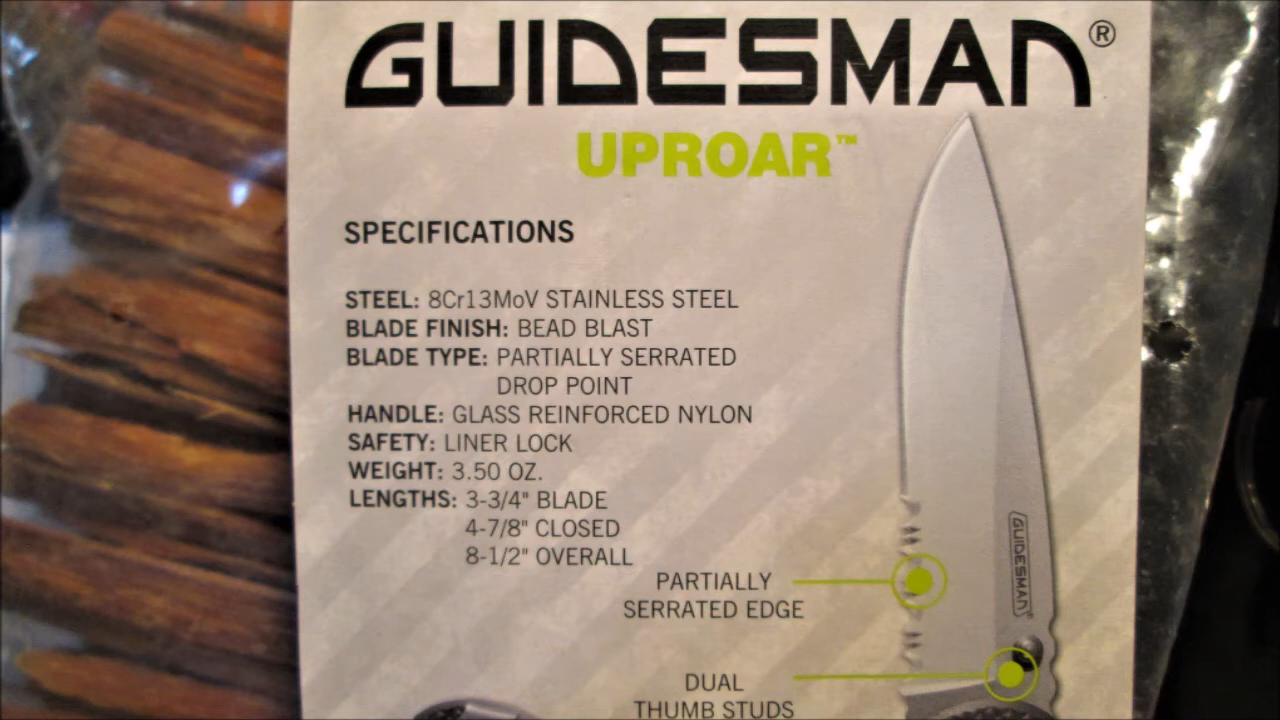 GUIDESMAN®
UPROAR™
SPECIFICATIONS
STEEL: 8Cr13MoV STAINLESS STEEL
BLADE FINISH: BEAD BLAST
BLADE TYPE: PARTIALLY SERRATED
DROP POINT
HANDLE: GLASS REINFORCED NYLON
SAFETY: LINER LOCK
WEIGHT: 3.50 OZ.
LENGTHS: 3-3/4" BLADE
4-7/8" CLOSED
8-1/2" OVERALL
PARTIALLY
SERRATED EDGE
GUIDESMAN®
DUAL
THUMB STUDS